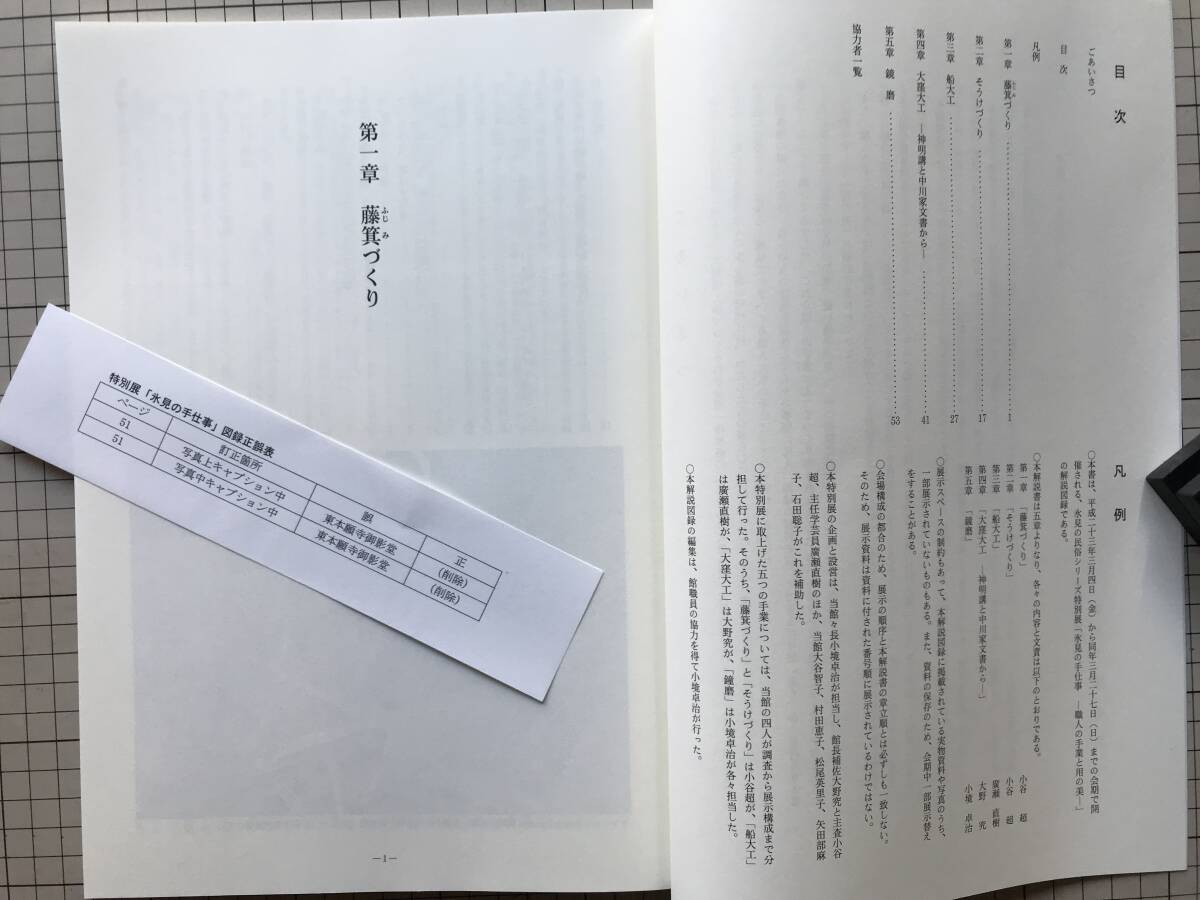 目次
ごあいさつ
目次
凡例
第一章　藤箕づくり……1
ふじみ
第二章　そうけづくり……17
第三章　船大工……27
第四章　大窪大工　―神明講と中川家文書から―……41
第五章　鏡磨……53
協力者一覧
凡例
○本書は、平成二十三年三月四日（金）から同年三月二十七日（日）までの会期で開
催される、氷見の民俗シリーズ特別展「氷見の手仕事　―職人の手業と用の美―」
の解説図録である。
○本解説書は五章よりなり、各々の内容と文責は以下のとおりである。
第一章　「藤箕づくり」　小谷　超
第二章　「そうけづくり」　小谷　超
第三章　「船大工」　廣瀬　直樹
第四章　「大窪大工　―神明講と中川家文書から―」　大野　究
第五章　「鏡磨」　小境　卓治
○展示スペースの制約もあって、本解説図録に掲載されている実物資料や写真のうち、
一部展示されていないものもある。また、資料の保存のため、会期中一部展示替え
をすることがある。
○会場構成の都合のため、展示の順序と本解説書の章立順とは必ずしも一致しない。
そのため、展示資料は資料に付された番号順に展示されているわけではない。
○本特別展の企画と設営は、当館々長小境卓治が担当し、館長補佐大野究と主査小谷
超、主任学芸員廣瀬直樹のほか、当館大谷智子、村田恵子、松尾英里子、矢田部麻
子、石田聡子がこれを補助した。
○本特別展に取上げた五つの手業については、当館の四人が調査から展示構成まで分
担して行った。そのうち、「藤箕づくり」と「そうけづくり」は小谷超が、「船大工」
は廣瀬直樹が、「大窪大工」は大野究が、「鐘磨」は小境卓治が各々担当した。
○本解説図録の編集は、館職員の協力を得て小境卓治が行った。
第一章　藤箕づくり
ふじみ
―1―
特別展「氷見の手仕事」図録正誤表
ページ　訂正箇所　誤　正
51　写真上キャプション中　東本願寺御影堂　(削除)
51　写真中キャプション中　東本願寺御影堂　(削除)